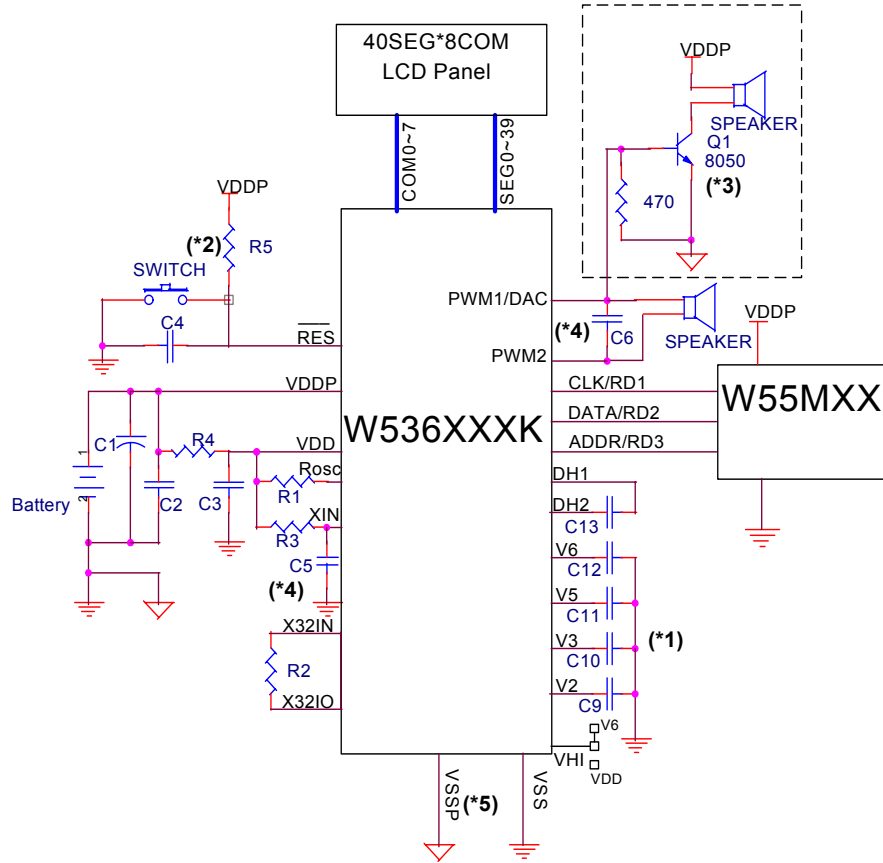 40SEG*8COM
LCD Panel
COM0~7
SEG0~39
VDDP
SPEAKER
Q1
8050
(*3)
470
VDDP
(*2)
R5
SWITCH
C4
RES
PWM1/DAC
(*4)
C6
SPEAKER
PWM2
VDDP
CLK/RD1
DATA/RD2
ADDR/RD3
W55MXX
W536XXXK
VDDP
C1
R4
VDD
1
2
Battery
C2
C3
Rosc
R1
XIN
R3
C5
(*4)
X32IN
R2
X32IO
DH1
DH2
C13
V6
C12
V5
C11
V3
C10
(*1)
V2
C9
V6
VHI
VDD
VSSP
(*5)
VSS